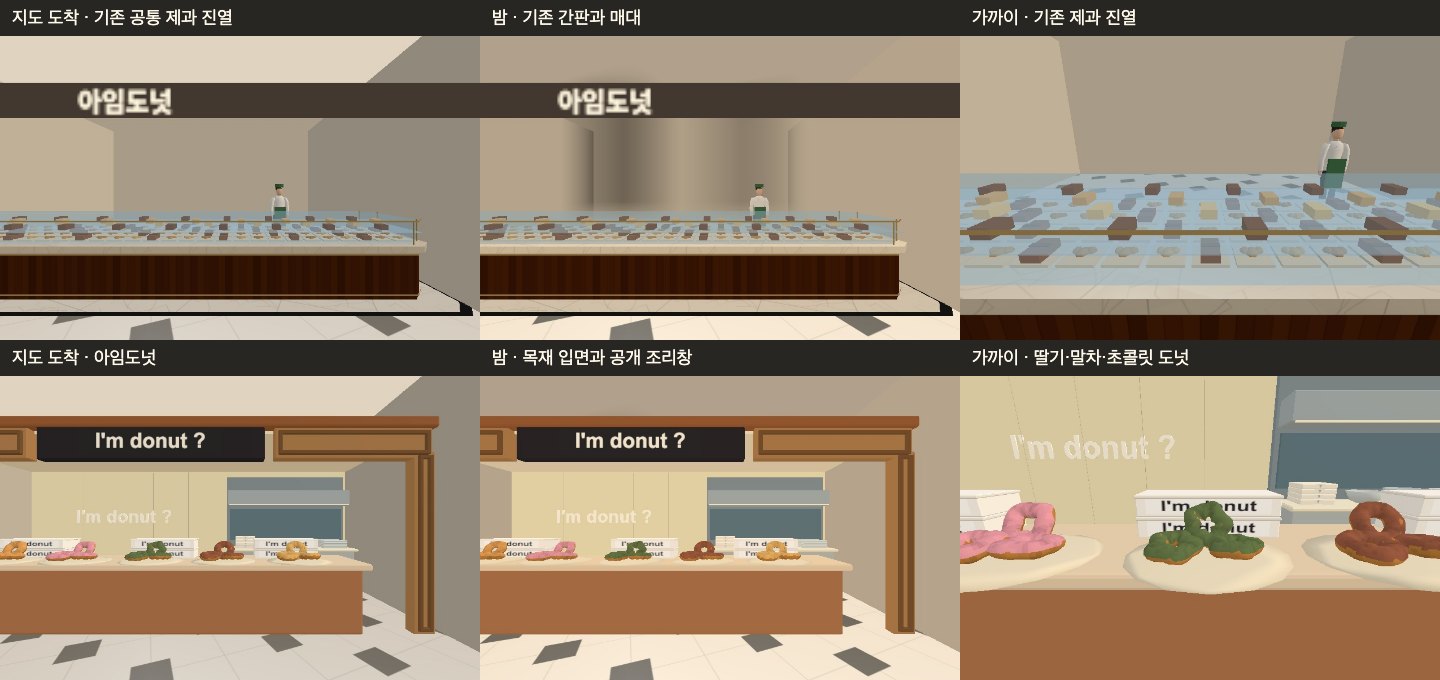 지도 도착 · 기존 공통 제과 진열
밤 · 기존 간판과 매대
가까이 · 기존 제과 진열
아임도넛
아임도넛
지도 도착 · 아임도넛
밤 · 목재 입면과 공개 조리창
가까이 · 딸기·말차·초콜릿 도넛
I'm donut ?
I'm donut ?
I'm donut ?
I'm donut ?
I'm donut ?
I'm donut